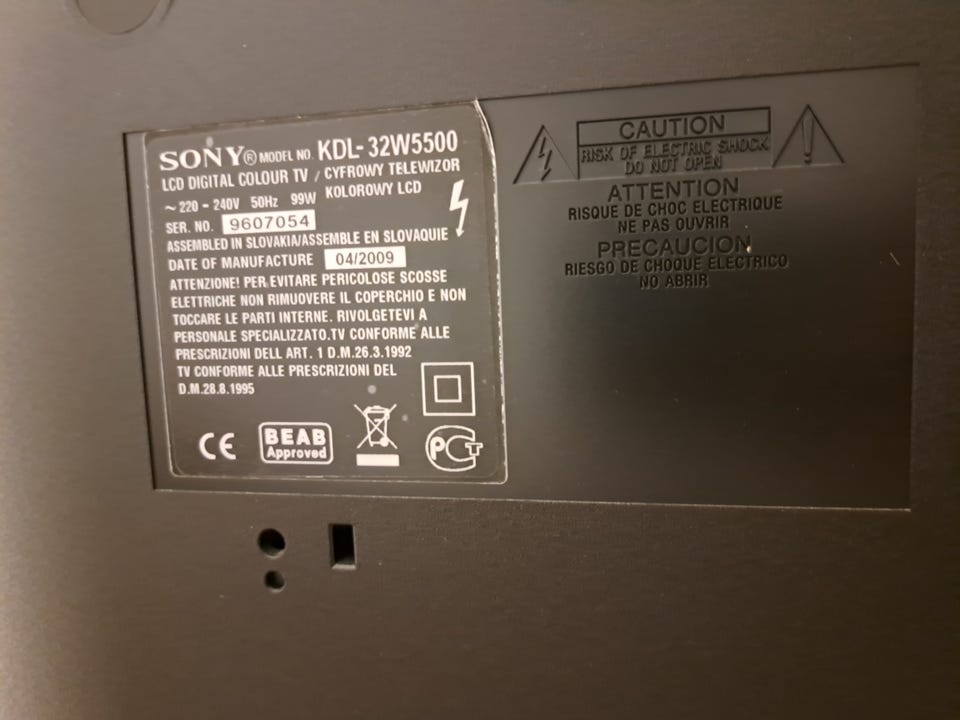 SONY® MODEL NO. KDL-32W5500
LCD DIGITAL COLOUR TV / CYFROWY TELEWIZOR
KOLOROWY LCD
~ 220 - 240V 50Hz 99W
SER. NO. 9607054
ASSEMBLED IN SLOVAKIA/ASSEMBLE EN SLOVAQUIE
DATE OF MANUFACTURE 04/2009
ATTENZIONE! PER EVITARE PERICOLOSE SCOSSE
ELETTRICHE NON RIMUOVERE IL COPERCHIO E NON
TOCCARE LE PARTI INTERNE. RIVOLGETEVI A
PERSONALE SPECIALIZZATO.TV CONFORME ALLE
PRESCRIZIONI DELL ART. 1 D.M.26.3.1992
TV CONFORME ALLE PRESCRIZIONI DEL
D.M.28.8.1995
CE
BEAB
Approved
PCT
CAUTION
RISK OF ELECTRIC SHOCK
DO NOT OPEN
ATTENTION
RISQUE DE CHOC ELECTRIQUE
NE PAS OUVRIR
PRECAUCION
RIESGO DE CHOQUE ELECTRICO
NO ABRIR